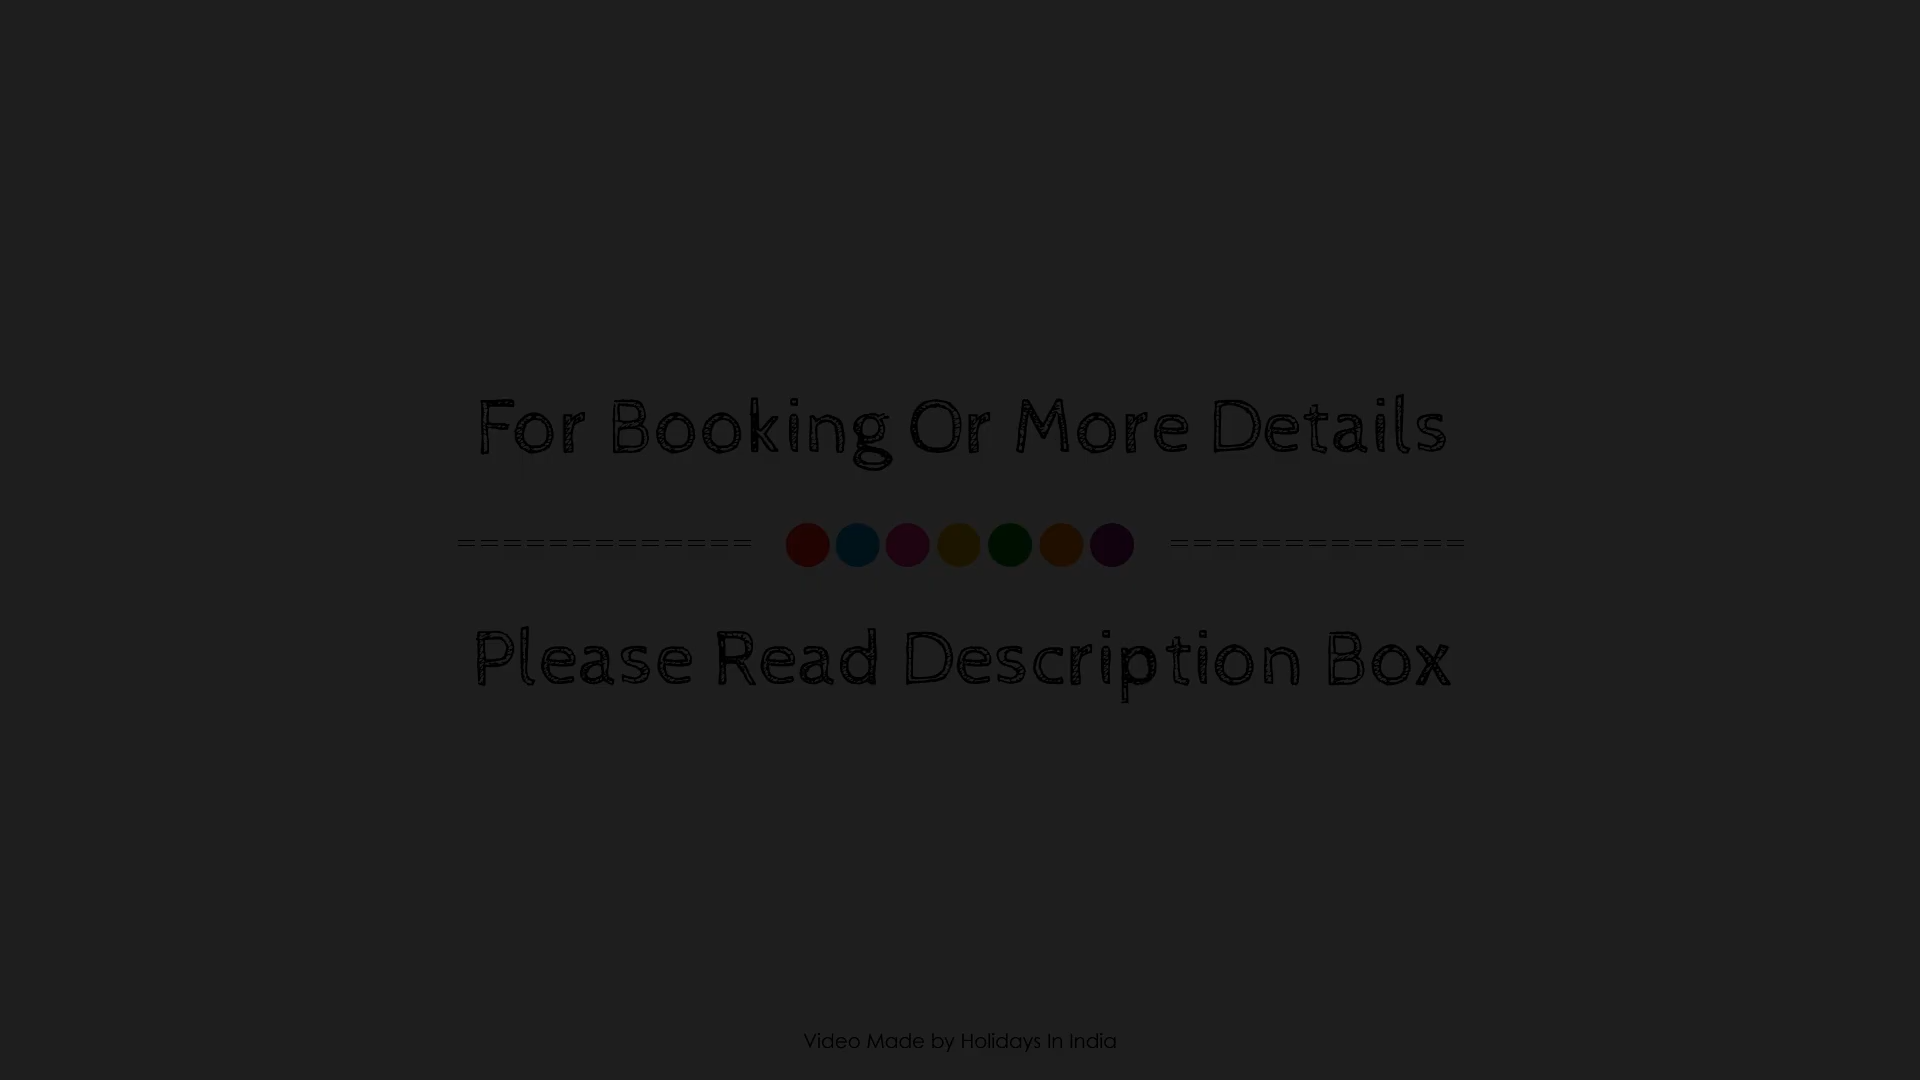 For Booking Or More Details
============= =============
Please Read Description Box
Video Made by Holidays In India